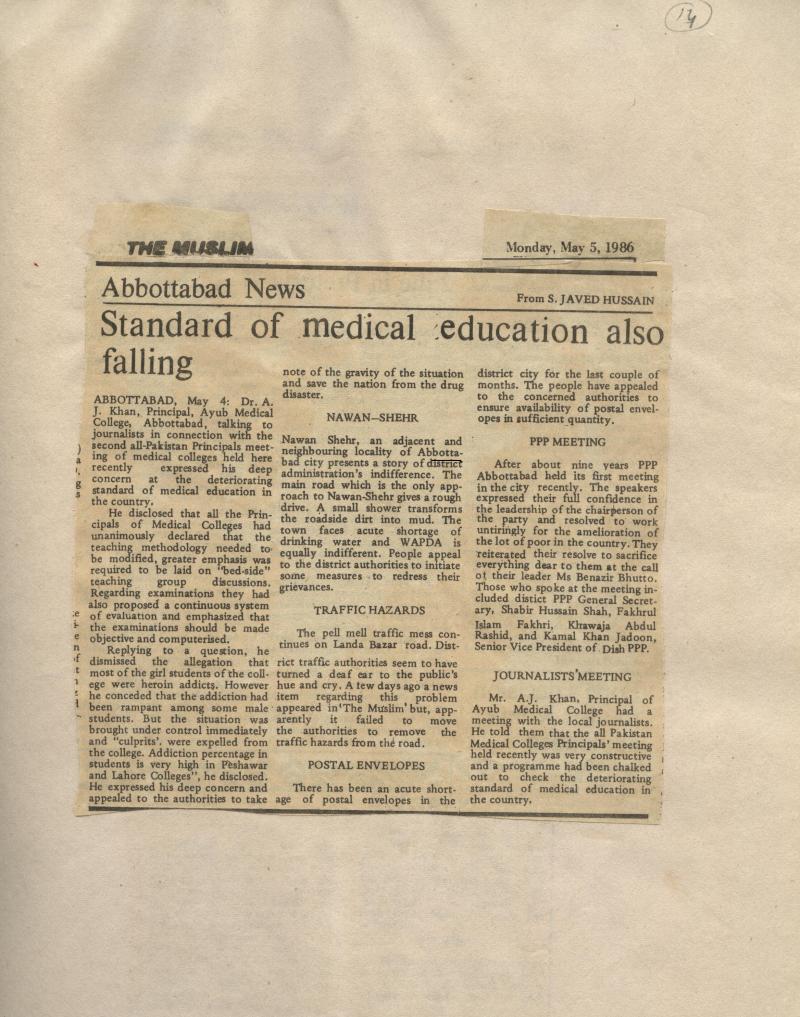 14
THE MUSLIM
Monday, May 5, 1986
Abbottabad News
From S. JAVED HUSSAIN
Standard of medical education also
falling
ABBOTTABAD, May 4: Dr. A.
J. Khan, Principal, Ayub Medical
College, Abbottabad, talking to
journalists in connection with the
second all-Pakistan Principals meet-
ing of medical colleges held here
recently expressed his deep
concern at the deteriorating
standard of medical education in
the country.
He disclosed that all the Prin-
cipals of Medical Colleges had
unanimously declared that the
teaching methodology needed to
be modified, greater emphasis was
required to be laid on "bed-side"
teaching group discussions.
Regarding examinations they had
also proposed a continuous system
of evaluation and emphasized that
the examinations should be made
objective and computerised.
Replying to a question, he
dismissed the allegation that
most of the girl students of the coll-
ege were heroin addicts. However
he conceded that the addiction had
been rampant among some male
students. But the situation was
brought under control immediately
and "culprits'. were expelled from
the college. Addiction percentage in
students is very high in Peshawar
and Lahore Colleges", he disclosed.
He expressed his deep concern and
appealed to the authorities to take
note of the gravity of the situation
and save the nation from the drug
disaster.
NAWAN—SHEHR
Nawan Shehr, an adjacent and
neighbouring locality of Abbotta-
bad city presents a story of district
administration's indifference. The
main road which is the only app-
roach to Nawan-Shehr gives a rough
drive. A small shower transforms
the roadside dirt into mud. The
town faces acute shortage of
drinking water and WAPDA is
equally indifferent. People appeal
to the district authorities to initiate
some measures to redress their
grievances.
TRAFFIC HAZARDS
The pell mell traffic mess con-
tinues on Landa Bazar road. Dist-
rict traffic authorities seem to have
turned a deaf ear to the public's
hue and cry. A few days ago a news
item regarding this problem
appeared in 'The Muslim' but, app-
arently it failed to move
the authorities to remove the
traffic hazards from the road.
POSTAL ENVELOPES
There has been an acute short-
age of postal envelopes in the
district city for the last couple of
months. The people have appealed
to the concerned authorities to
ensure availability of postal envel-
opes in sufficient quantity.
PPP MEETING
After about nine years PPP
Abbottabad held its first meeting
in the city recently. The speakers
expressed their full confidence in
the leadership of the chairperson of
the party and resolved to work
untiringly for the amelioration of
the lot of poor in the country. They
reiterated their resolve to sacrifice
everything dear to them at the call
of their leader Ms Benazir Bhutto.
Those who spoke at the meeting in-
cluded distict PPP General Secret-
ary, Shabir Hussain Shah, Fakhrul
Islam Fakhri, Khawaja Abdul
Rashid, and Kamal Khan Jadoon,
Senior Vice President of Dish PPP.
JOURNALISTS'MEETING
Mr. A.J. Khan, Principal of
Ayub Medical College had a
meeting with the local journalists.
He told them that the all Pakistan
Medical Colleges Principals' meeting
held recently was very constructive
and a programme had been chalked
out to check the deteriorating
standard of medical education in
the country.